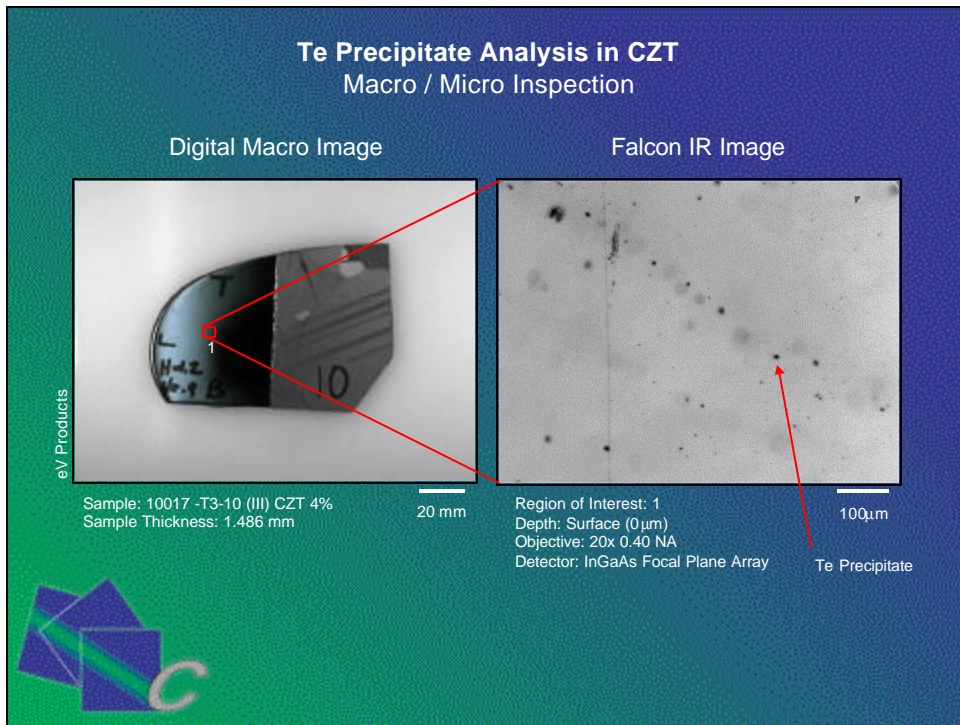 Te Precipitate Analysis in CZT
Macro / Micro Inspection
Digital Macro Image
Falcon IR Image
T
L
1
B
10
eV Products
Sample: 10017 -T3-10 (III) CZT 4%
Sample Thickness: 1.486 mm
20 mm
Region of Interest: 1
Depth: Surface (0μm)
Objective: 20x 0.40 NA
Detector: InGaAs Focal Plane Array
100μm
Te Precipitate
C